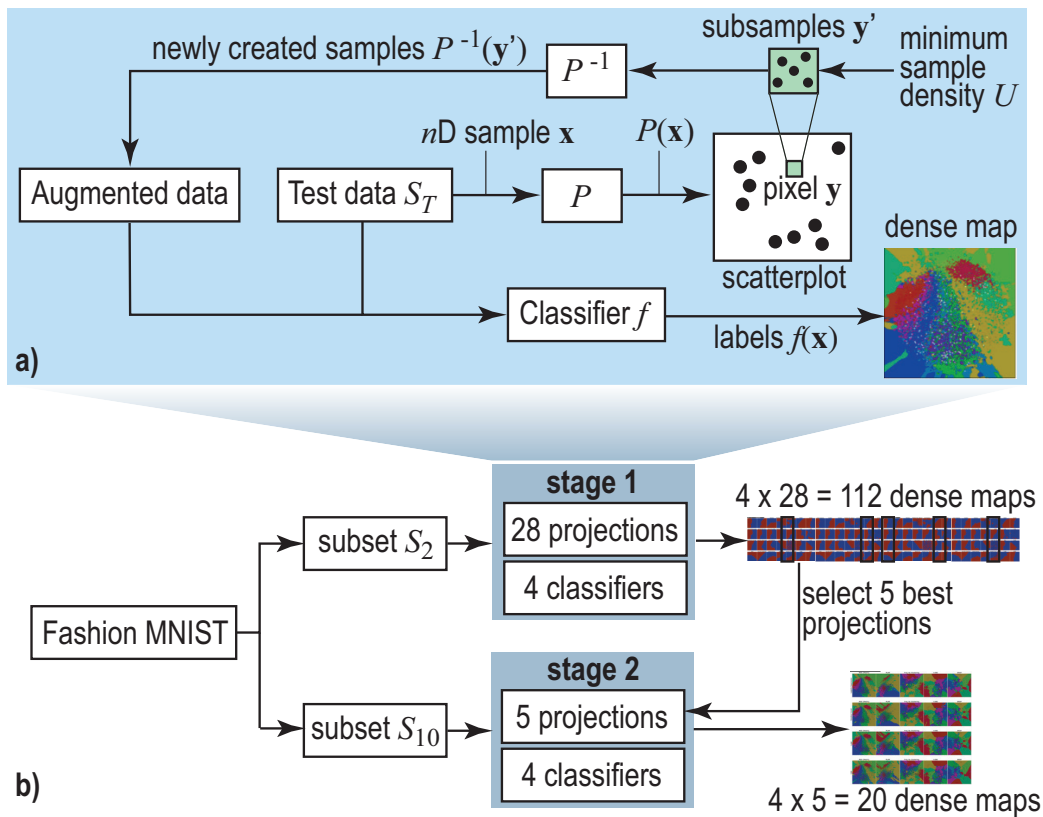 newly created samples P⁻¹(y')
P⁻¹
subsamples y'
minimum
sample
density U
nD sample x
P(x)
Augmented data
Test data S_T
P
pixel y
scatterplot
dense map
Classifier f
labels f(x)
a)
stage 1
28 projections
4 classifiers
4 x 28 = 112 dense maps
subset S₂
select 5 best
projections
Fashion MNIST
stage 2
5 projections
4 classifiers
subset S₁₀
4 x 5 = 20 dense maps
b)